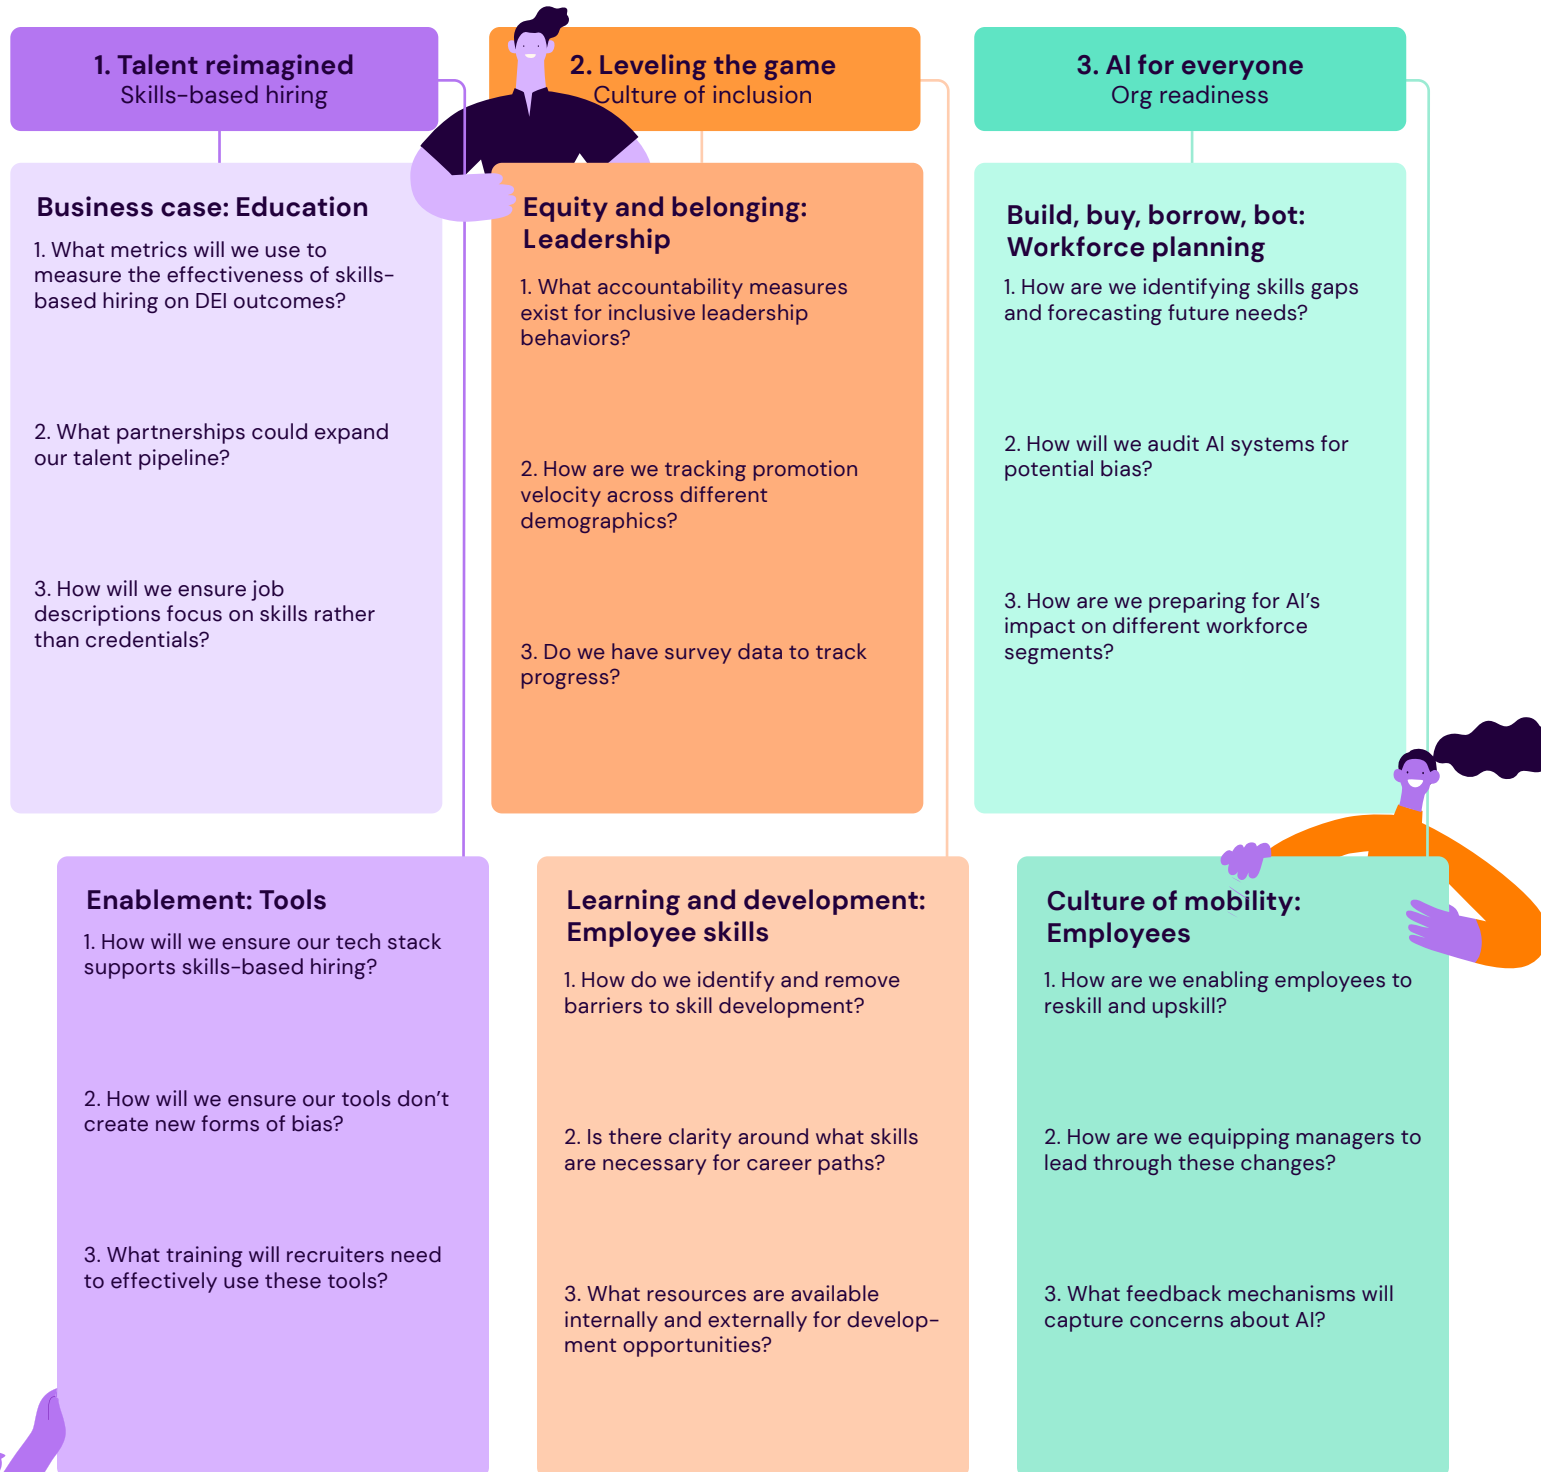 1. Talent reimagined
Skills-based hiring
Business case: Education
1. What metrics will we use to
measure the effectiveness of skills-
based hiring on DEI outcomes?
2. What partnerships could expand
our talent pipeline?
3. How will we ensure job
descriptions focus on skills rather
than credentials?
Enablement: Tools
1. How will we ensure our tech stack
supports skills-based hiring?
2. How will we ensure our tools don’t
create new forms of bias?
3. What training will recruiters need
to effectively use these tools?
2. Leveling the game
Culture of inclusion
Equity and belonging:
Leadership
1. What accountability measures
exist for inclusive leadership
behaviors?
2. How are we tracking promotion
velocity across different
demographics?
3. Do we have survey data to track
progress?
Learning and development:
Employee skills
1. How do we identify and remove
barriers to skill development?
2. Is there clarity around what skills
are necessary for career paths?
3. What resources are available
internally and externally for develop-
ment opportunities?
3. AI for everyone
Org readiness
Build, buy, borrow, bot:
Workforce planning
1. How are we identifying skills gaps
and forecasting future needs?
2. How will we audit AI systems for
potential bias?
3. How are we preparing for AI’s
impact on different workforce
segments?
Culture of mobility:
Employees
1. How are we enabling employees to
reskill and upskill?
2. How are we equipping managers to
lead through these changes?
3. What feedback mechanisms will
capture concerns about AI?